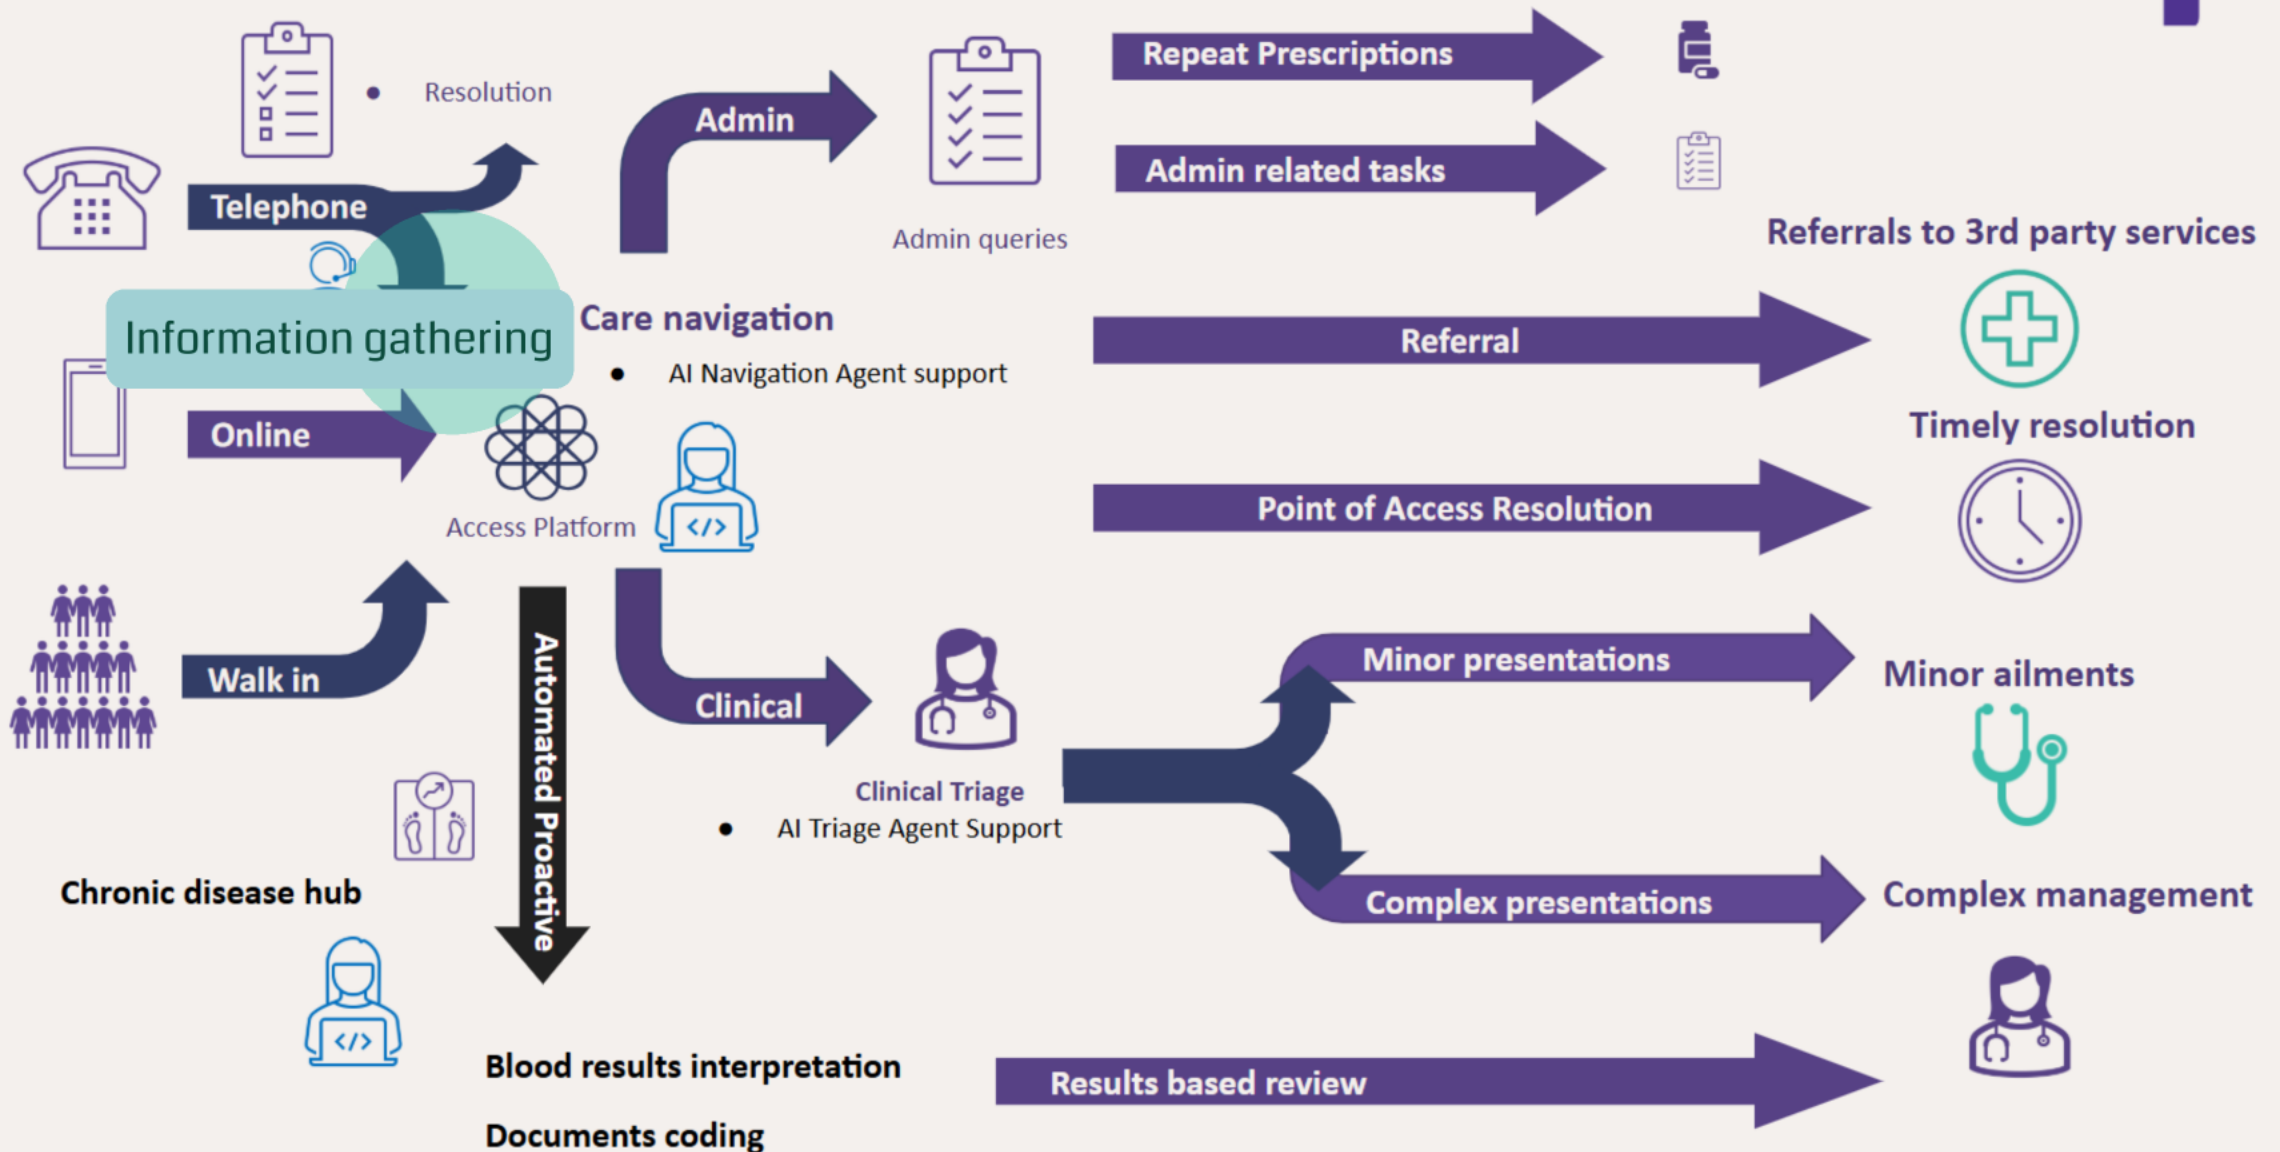 Resolution
Telephone
Information gathering
Online
Access Platform
Walk in
Care navigation
AI Navigation Agent support
Admin
Admin queries
Repeat Prescriptions
Admin related tasks
Referrals to 3rd party services
Referral
Timely resolution
Point of Access Resolution
Automated Proactive
Clinical
Clinical Triage
AI Triage Agent Support
Minor presentations
Minor ailments
Complex presentations
Complex management
Chronic disease hub
Blood results interpretation
Documents coding
Results based review